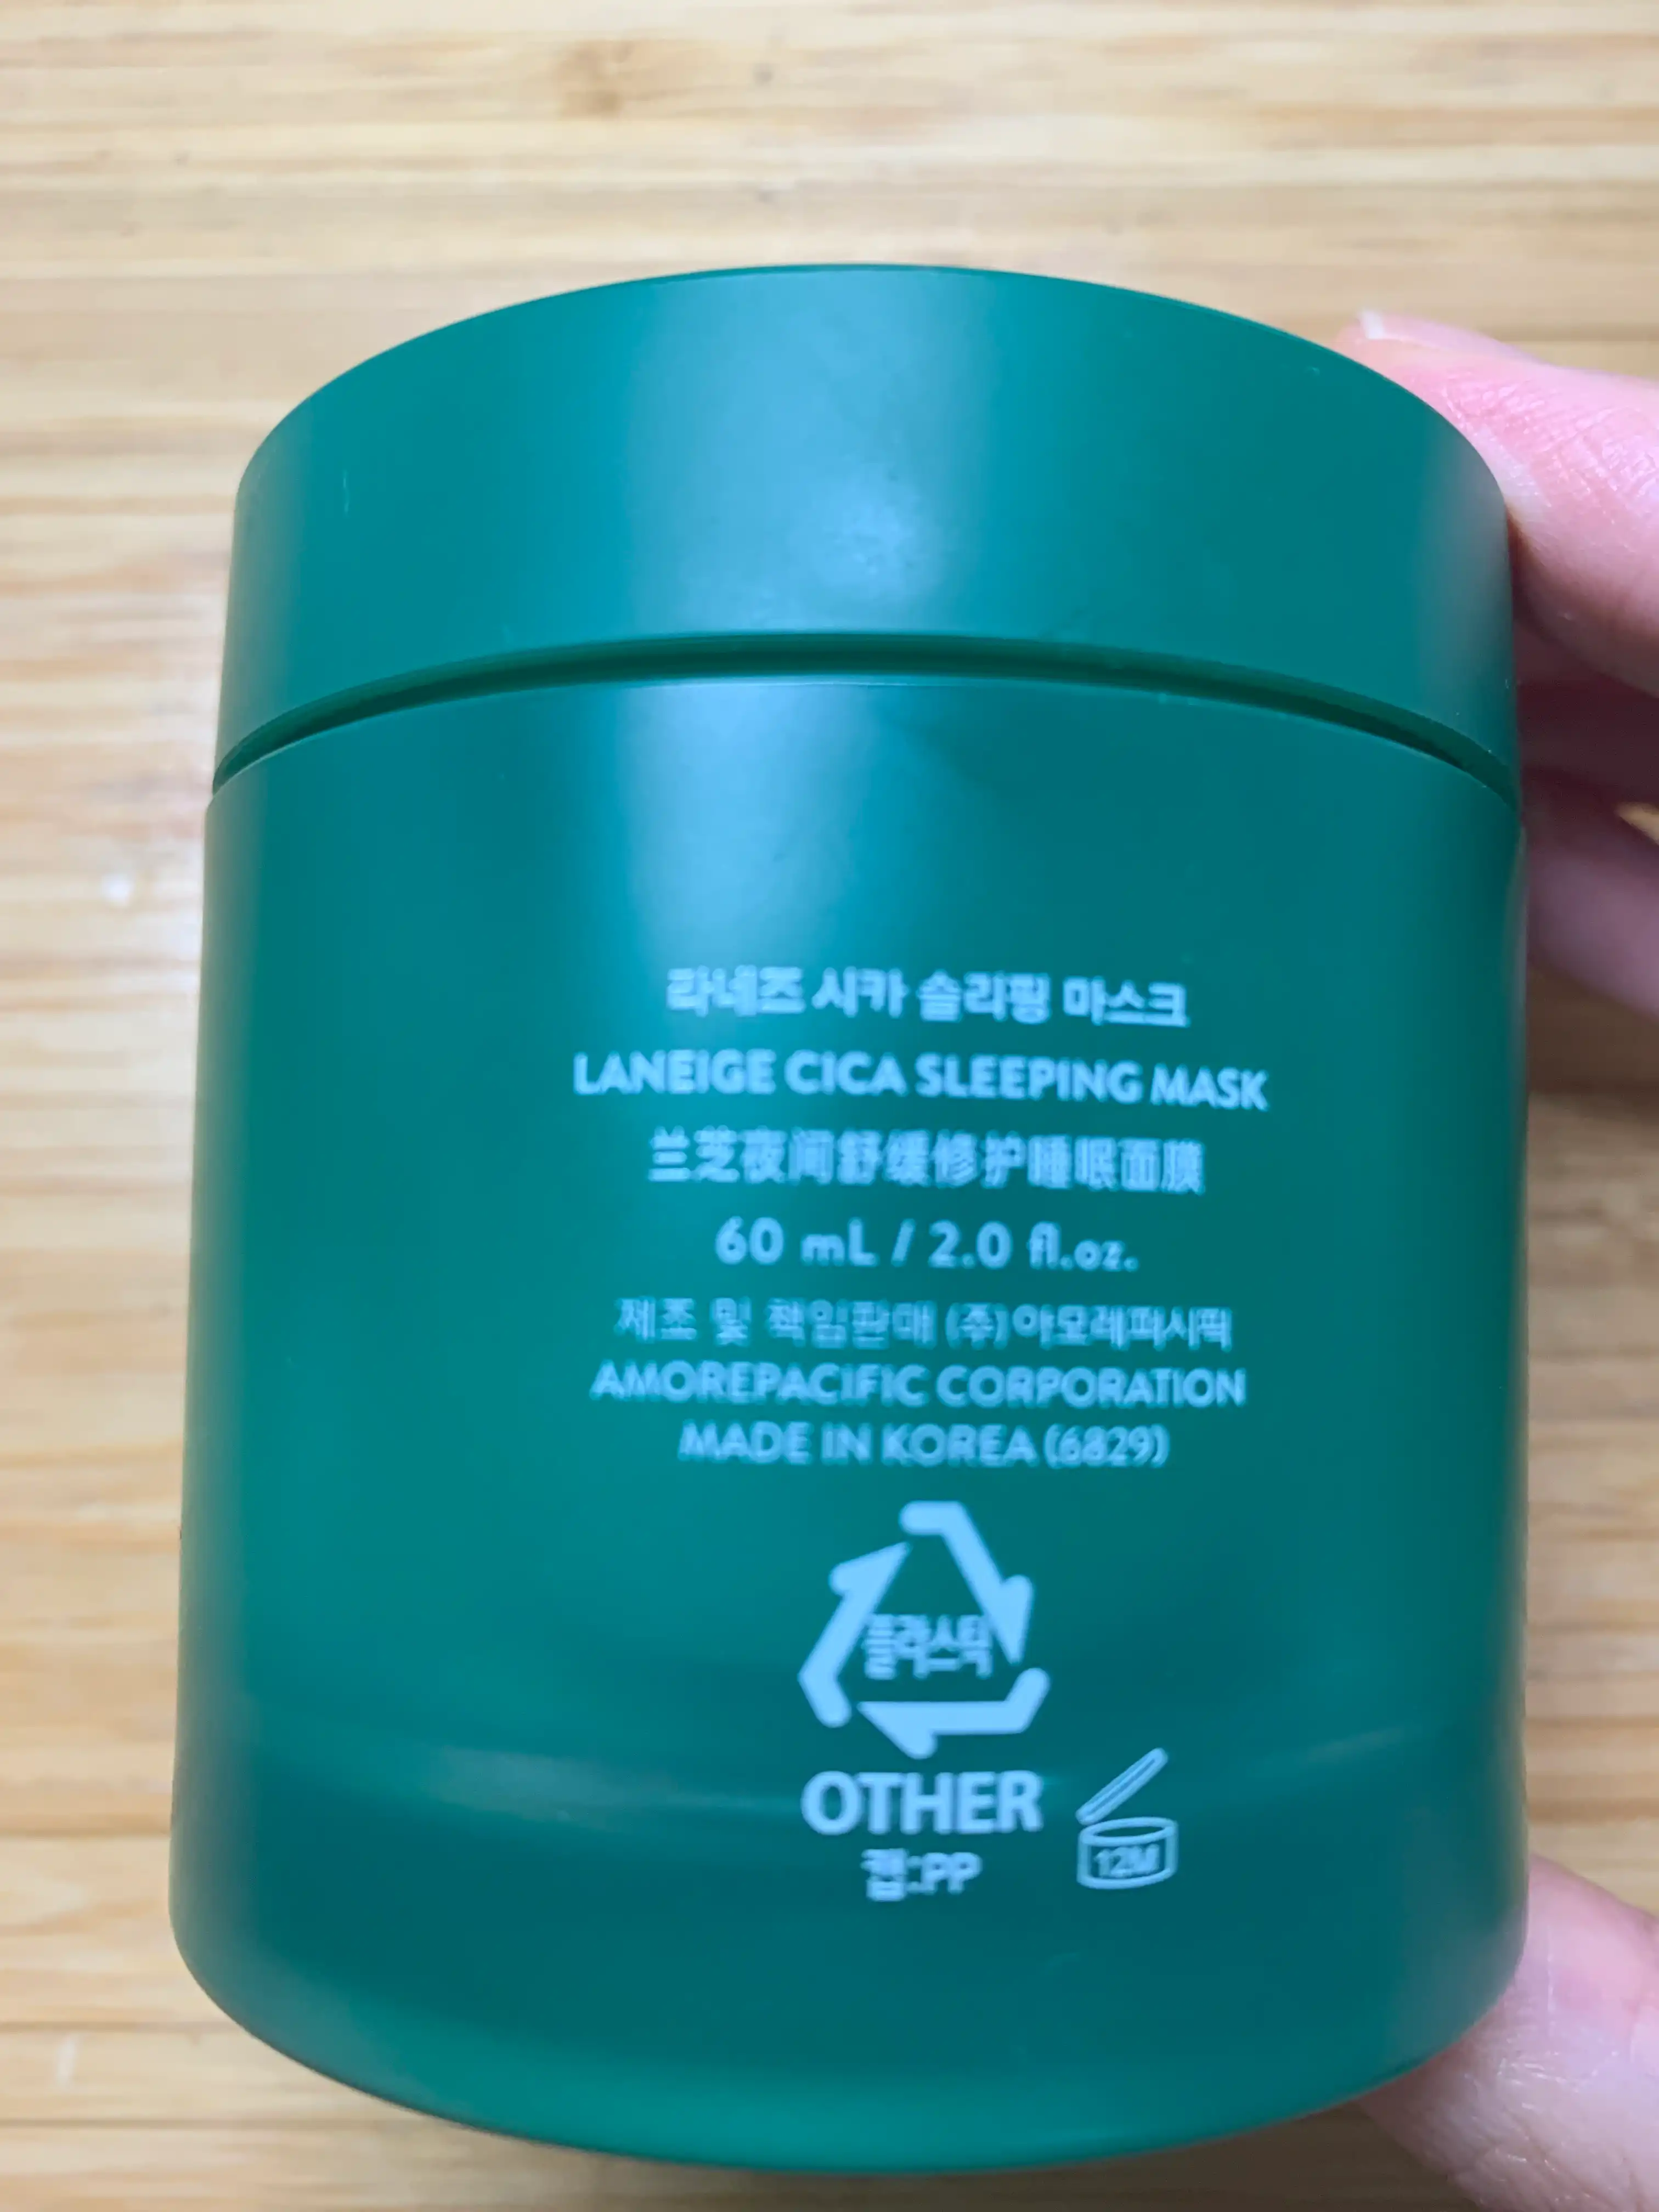 라네즈 시카 슬리핑 마스크
LANEIGE CICA SLEEPING MASK
兰芝夜间舒缓修护睡眠面膜
60 mL / 2.0 fl.oz.
제조 및 책임판매 (주)아모레퍼시픽
AMOREPACIFIC CORPORATION
MADE IN KOREA (6829)
플라스틱
OTHER
캡:PP
12M